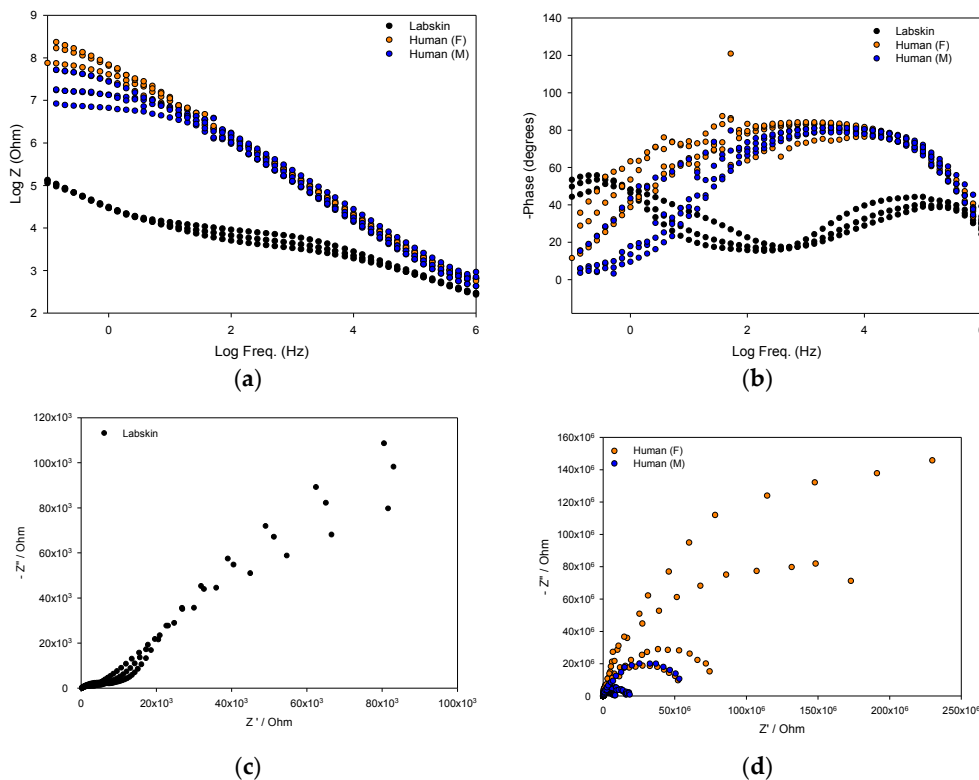 Labskin
Human (F)
Human (M)
9
8
7
6
5
4
3
2
Log Z (Ohm)
0 2 4 6
Log Freq. (Hz)
(a)
Labskin
Human (F)
Human (M)
140
120
100
80
60
40
20
0
-Phase (degrees)
0 2 4 6
Log Freq. (Hz)
(b)
Labskin
120x10³
100x10³
80x10³
60x10³
40x10³
20x10³
0
- Z'' / Ohm
0 20x10³ 40x10³ 60x10³ 80x10³ 100x10³
Z ' / Ohm
(c)
Human (F)
Human (M)
160x10⁶
140x10⁶
120x10⁶
100x10⁶
80x10⁶
60x10⁶
40x10⁶
20x10⁶
0
- Z'' / Ohm
0 50x10⁶ 100x10⁶ 150x10⁶ 200x10⁶ 250x10⁶
Z' / Ohm
(d)